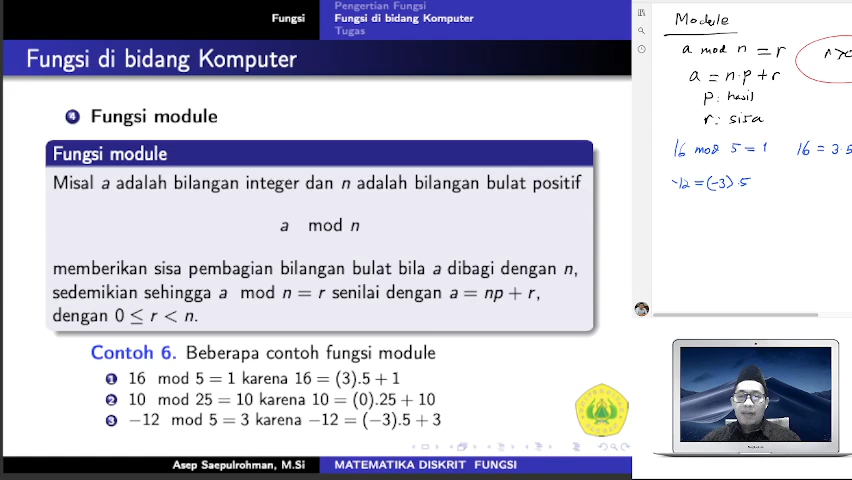 Pengertian Fungsi
Fungsi
Fungsi di bidang Komputer
Tugas
Fungsi di bidang Komputer
4 Fungsi module
Fungsi module
Misal a adalah bilangan integer dan n adalah bilangan bulat positif
a mod n
memberikan sisa pembagian bilangan bulat bila a dibagi dengan n,
sedemikian sehingga a mod n = r senilai dengan a = np + r,
dengan 0 ≤ r < n.
Contoh 6. Beberapa contoh fungsi module
1 16 mod 5 = 1 karena 16 = (3).5 + 1
2 10 mod 25 = 10 karena 10 = (0).25 + 10
3 −12 mod 5 = 3 karena −12 = (−3).5 + 3
Asep Saepulrohman, M.Si
MATEMATIKA DISKRIT FUNGSI
Module
a mod n = r
a = n.p + r
p : hasil
r : sisa
16 mod 5 = 1 16 = 3.5
-12 = (-3).5